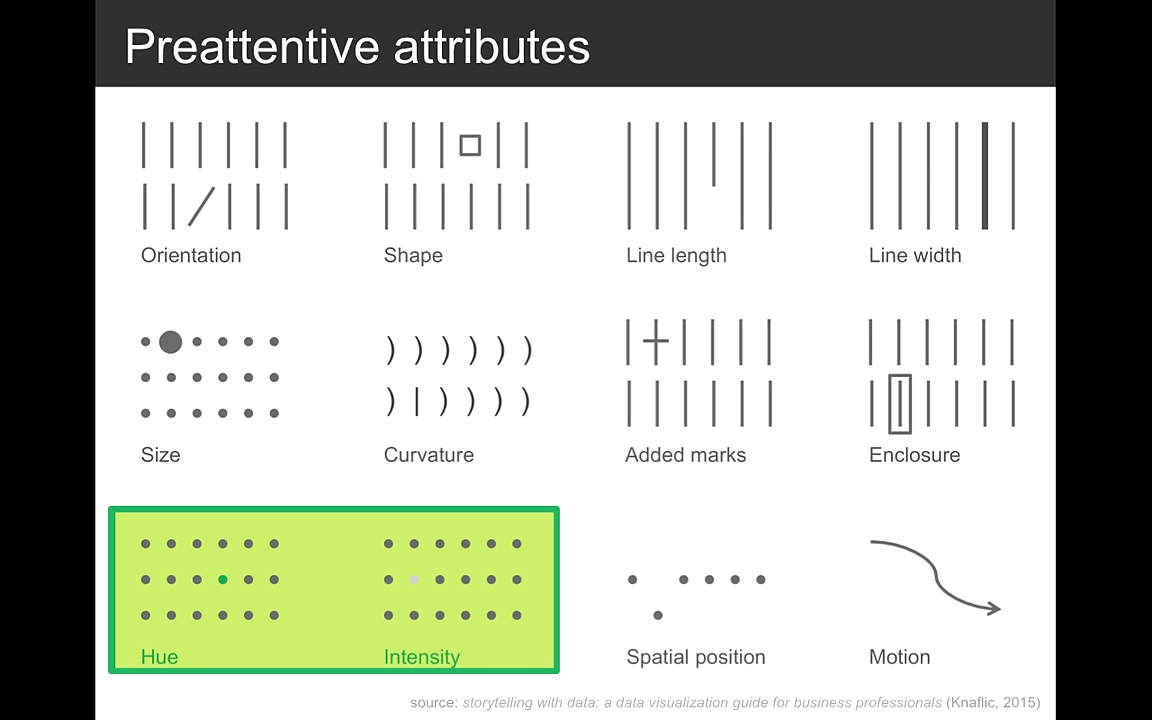 Preattentive attributes
Orientation
Shape
Line length
Line width
Size
Curvature
Added marks
Enclosure
Hue
Intensity
Spatial position
Motion
source: storytelling with data: a data visualization guide for business professionals (Knaflic, 2015)